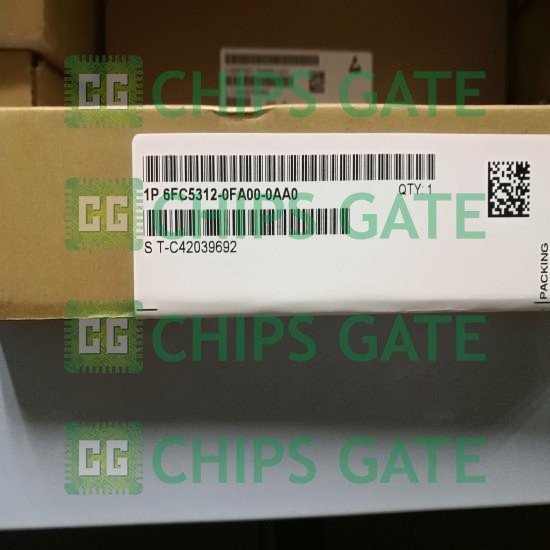 CG CHIPS GATE
CG CHIPS GATE
1P 6FC5312-0FA00-0AA0
QTY: 1
S T-C42039692
PACKING
CG CHIPS GATE
CG CHIPS GATE